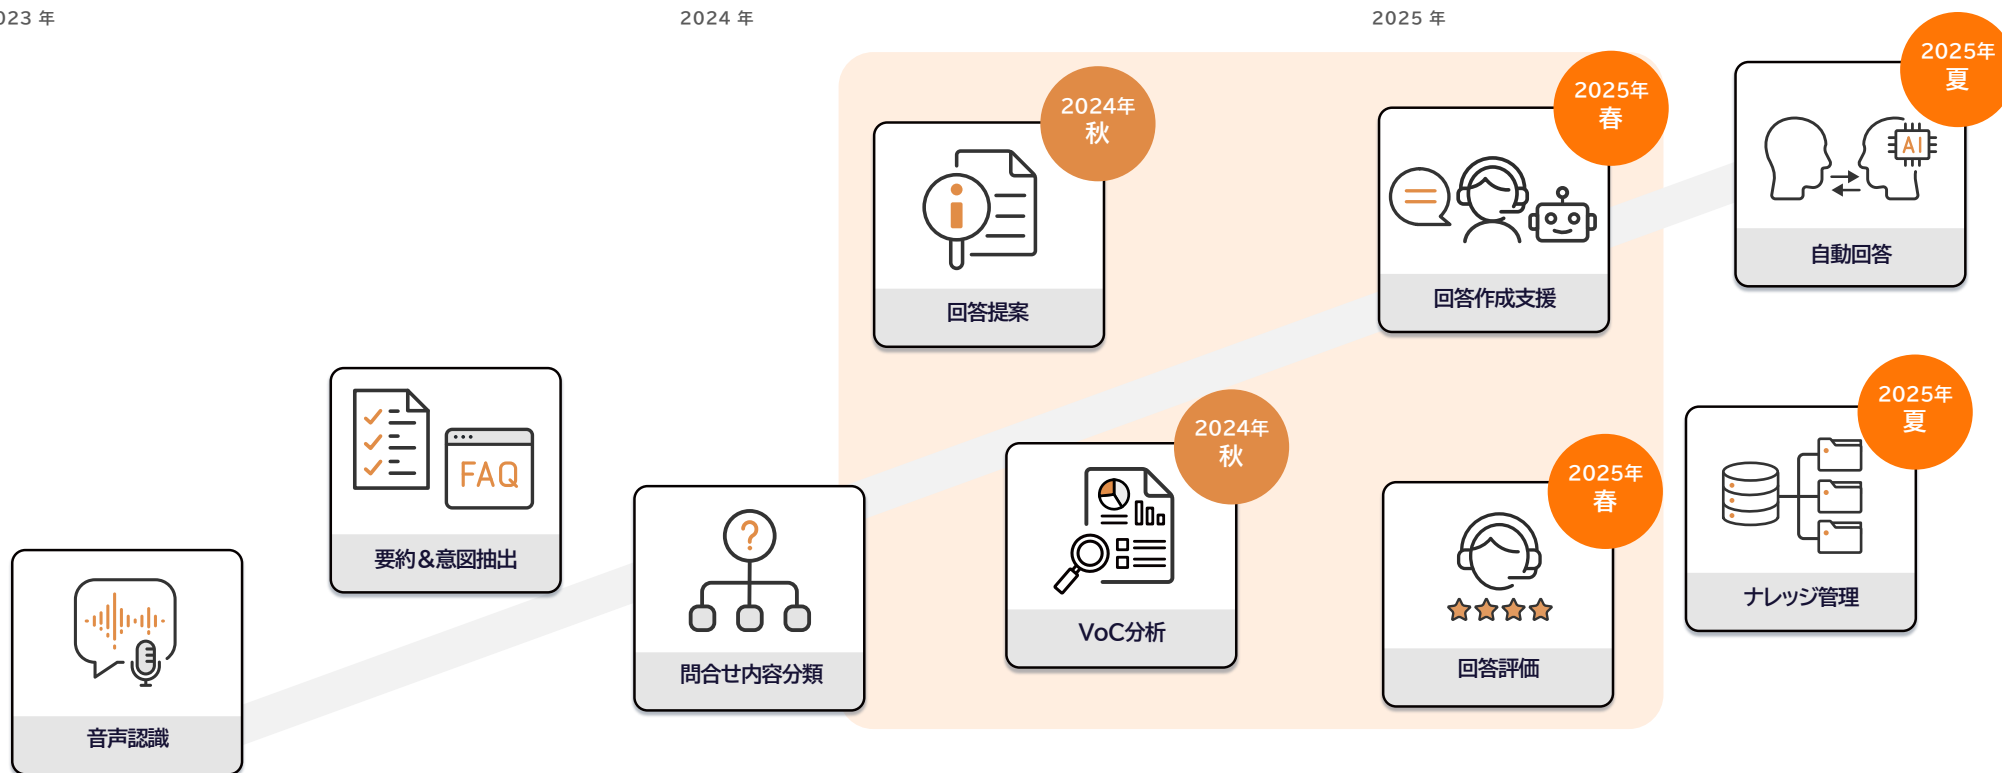 023 年
2024 年
2025 年
2024年
秋
回答提案
2025年
春
回答作成支援
2025年
夏
AI
自動回答
FAQ
要約&意図抽出
音声認識
?
問合せ内容分類
2024年
秋
VoC分析
2025年
春
回答評価
2025年
夏
ナレッジ管理